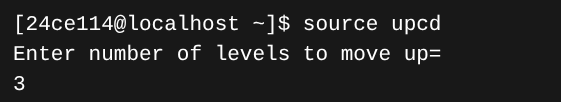 [24ce114@localhost ~]$ source upcd
Enter number of levels to move up=
3